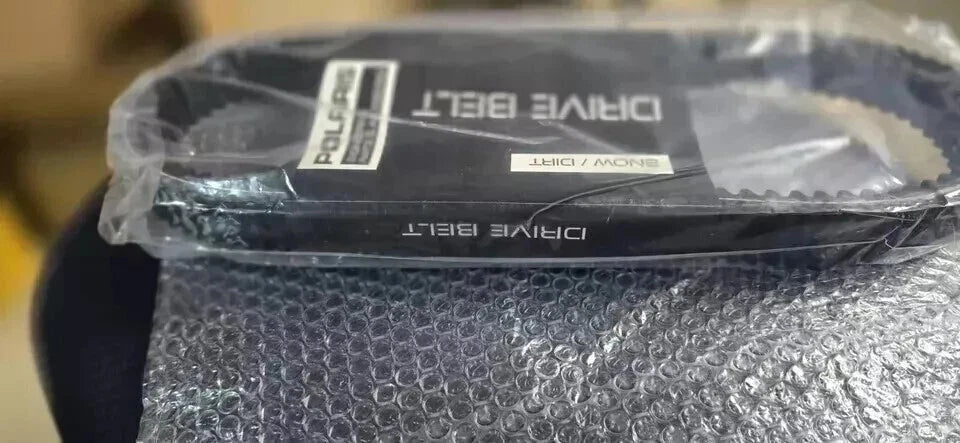 POLARIS
DRIVE BELT
SNOW / DIRT
DRIVE BELT